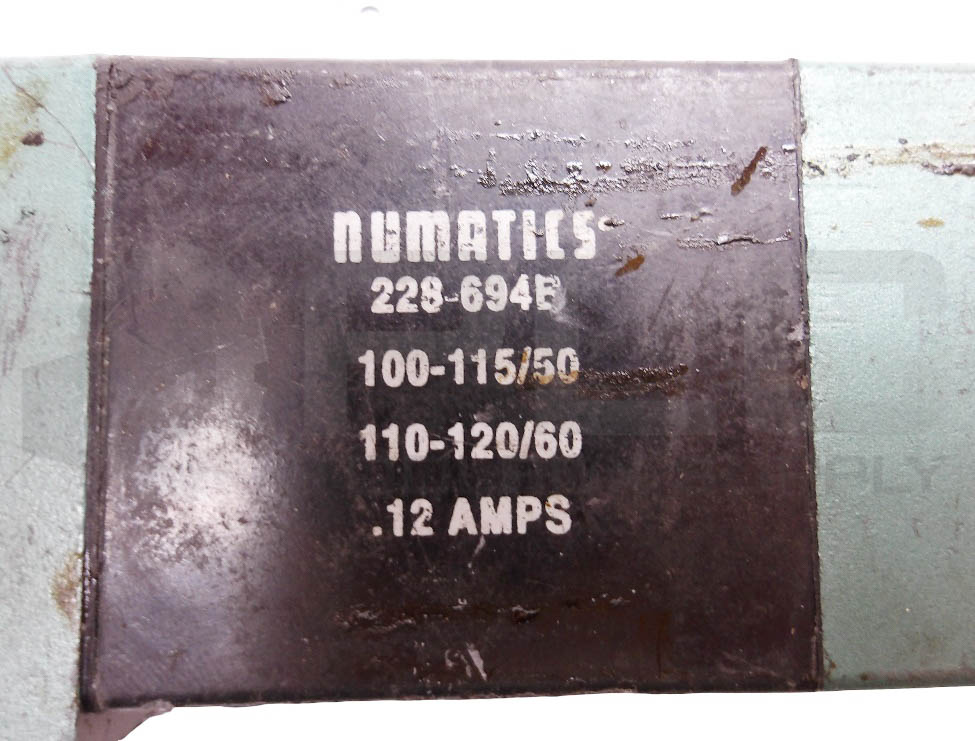 NUMATICS
228-694B
100-115/50
110-120/60
.12 AMPS